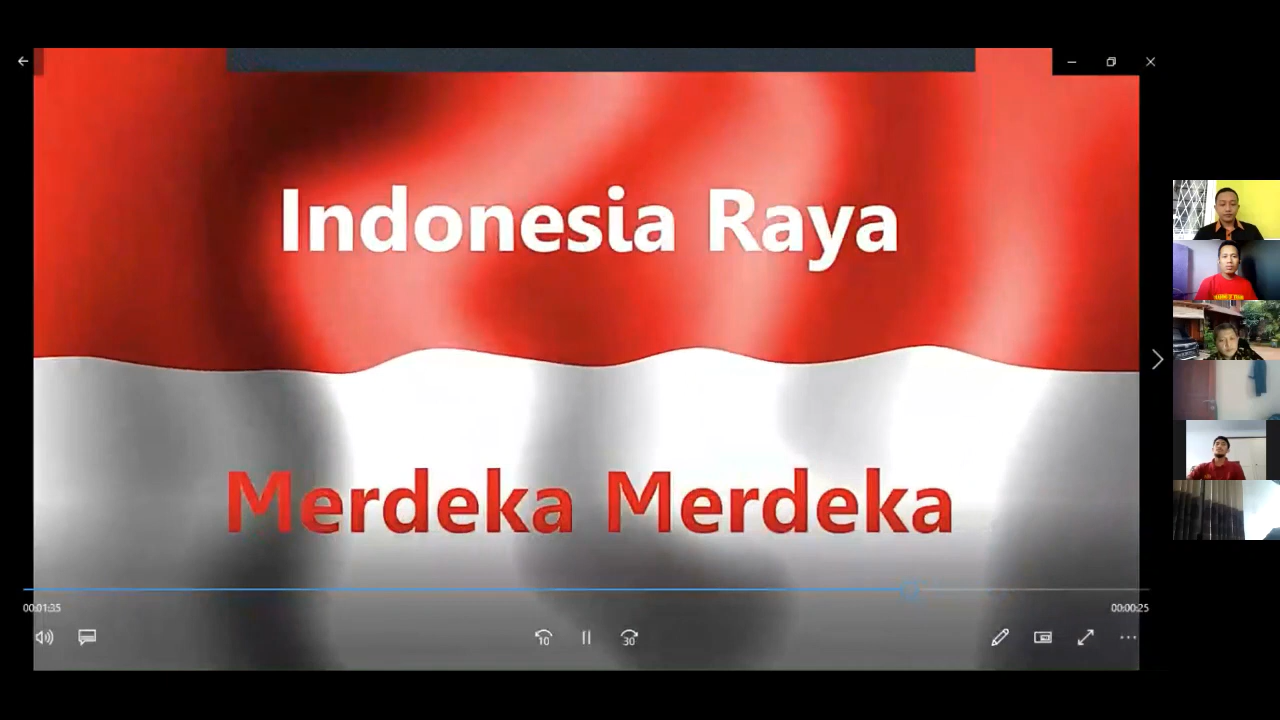 Indonesia Raya
Merdeka Merdeka
00:01:35
00:00:25
10
30